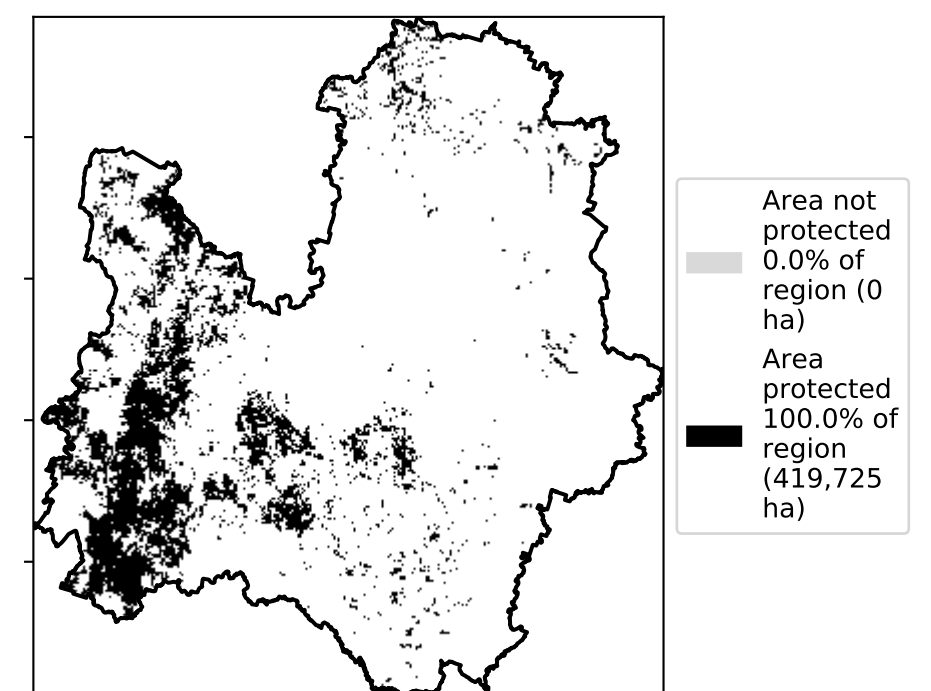 Area not
protected
0.0% of
region (0
ha)
Area
protected
100.0% of
region
(419,725
ha)